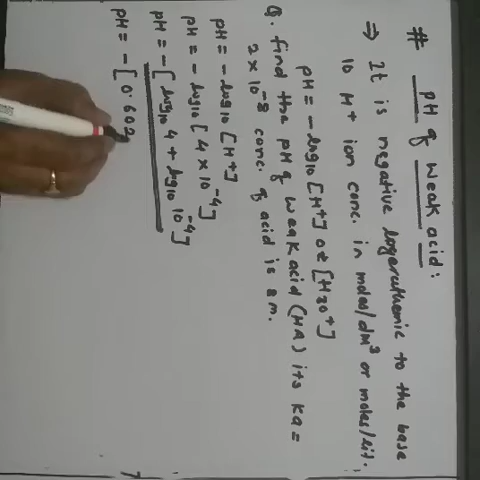 # pH of weak acid:
⇒ It is negative logeruthomic to the base
10 H+ ion conc. in moles/dm³ or moles/lit.,
pH = -log₁₀ [H+] or [H₃O+]
Q. find the pH of weak acid (HA) its Ka =
2×10⁻⁸ conc. of acid is 2 m.
pH = -log₁₀ [H+]
pH = -log₁₀ [4 × 10⁻⁴]
pH = -[log₁₀ 4 + log₁₀ 10⁻⁴]
pH = -[0.602